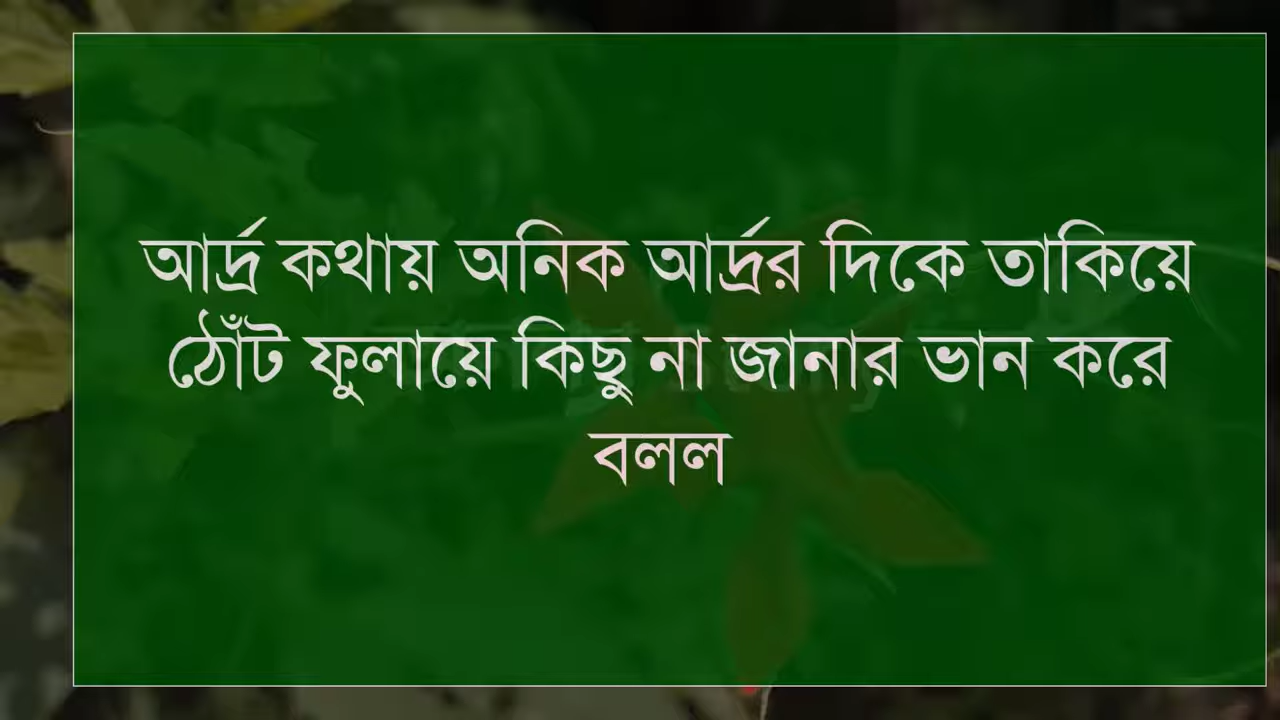 আর্দ্র কথায় অনিক আর্দ্রর দিকে তাকিয়ে
ঠোঁট ফুলায়ে কিছু না জানার ভান করে
বলল